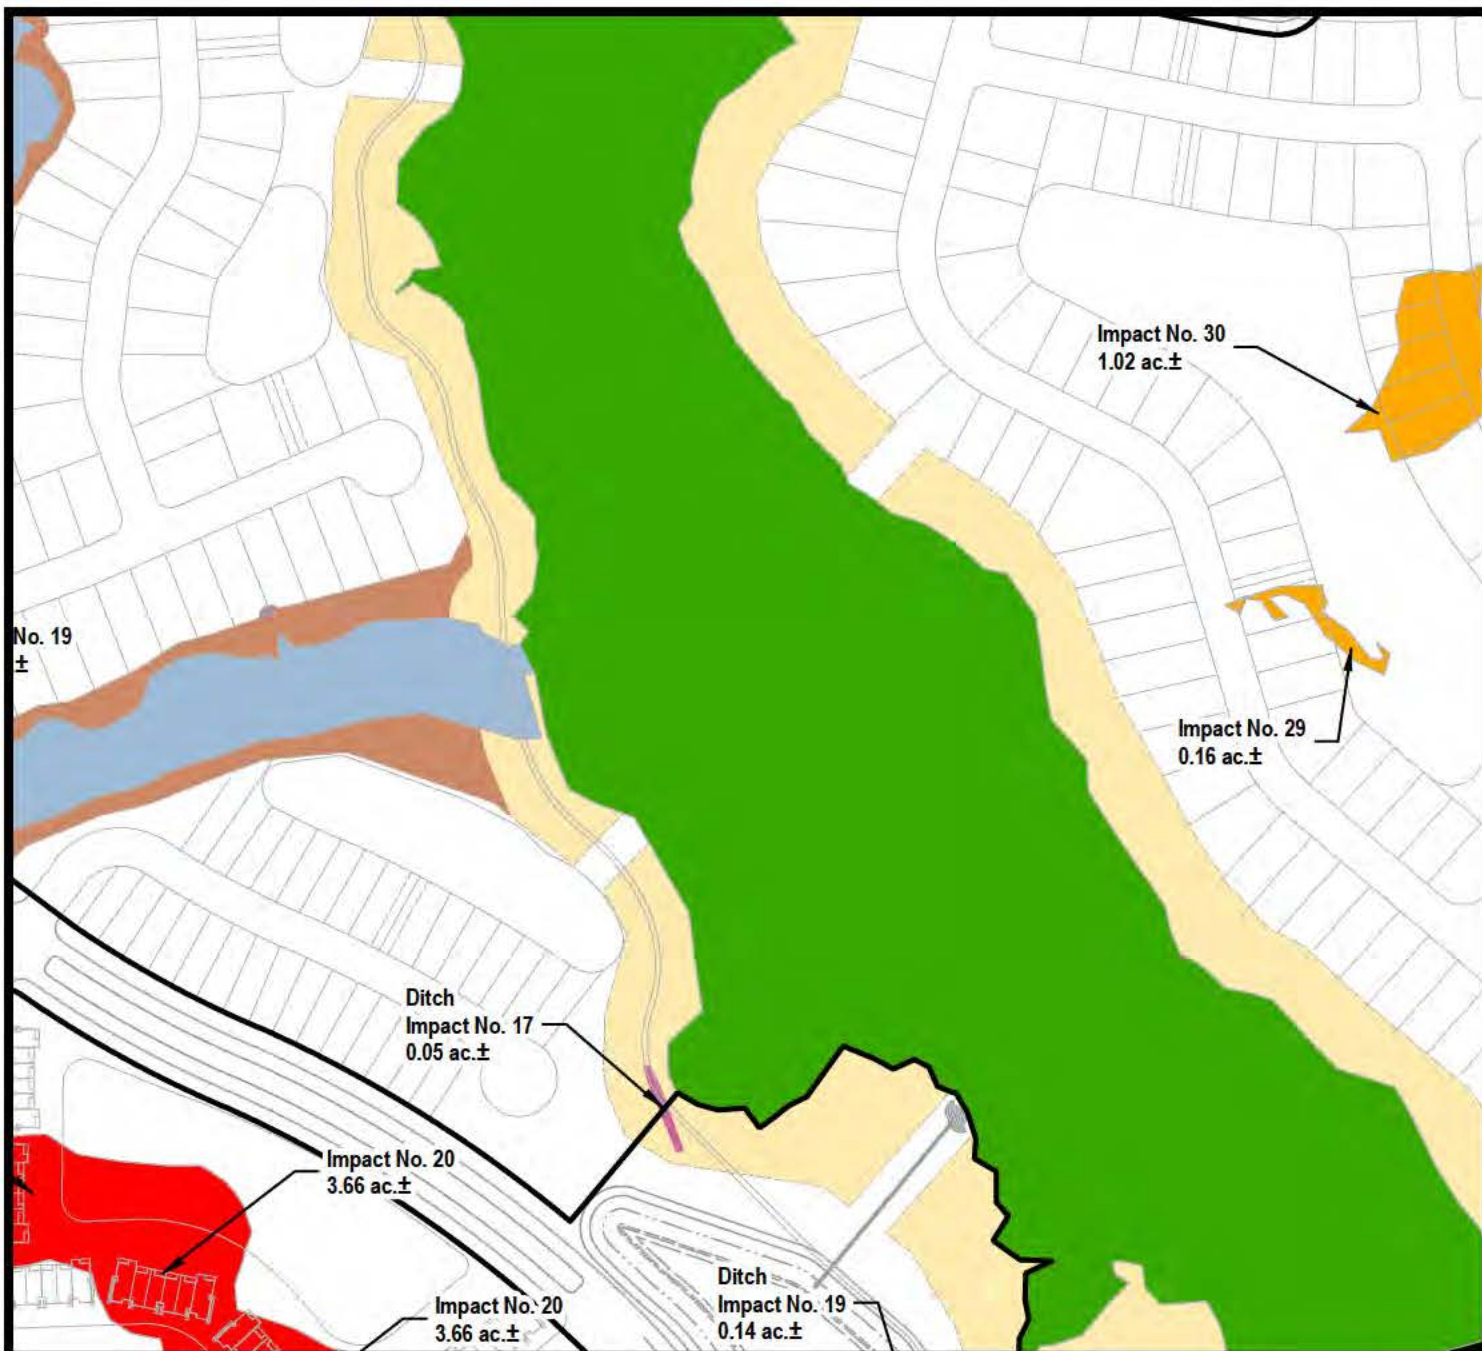 Impact No. 30
1.02 ac.±
No. 19
±
Impact No. 29
0.16 ac.±
Ditch
Impact No. 17
0.05 ac.±
Impact No. 20
3.66 ac.±
Ditch
Impact No. 19
0.14 ac.±
Impact No. 20
3.66 ac.±